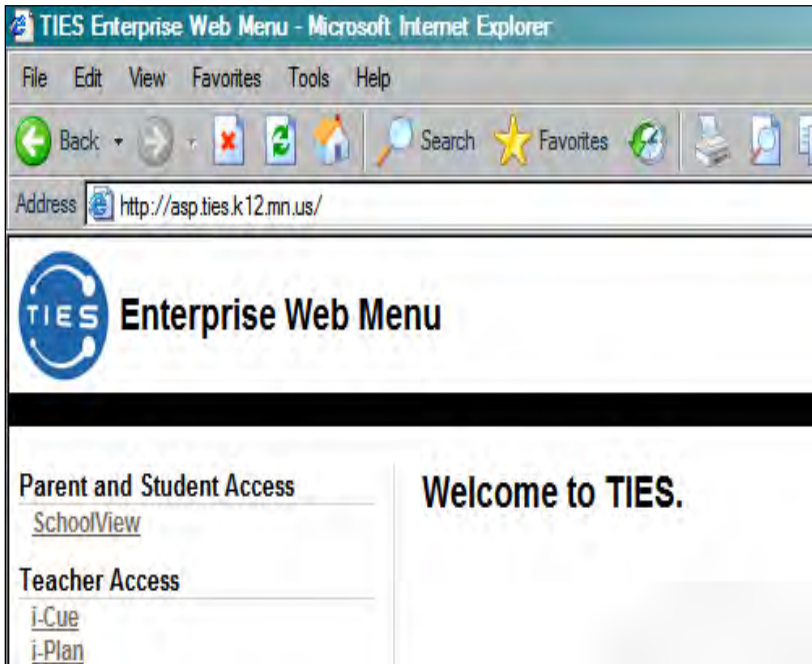 TIES Enterprise Web Menu - Microsoft Internet Explorer
File Edit View Favorites Tools Help
Back Search Favorites
Address http://asp.ties.k12.mn.us/
TIES Enterprise Web Menu
Parent and Student Access
Welcome to TIES.
SchoolView
Teacher Access
i-Cue
i-Plan